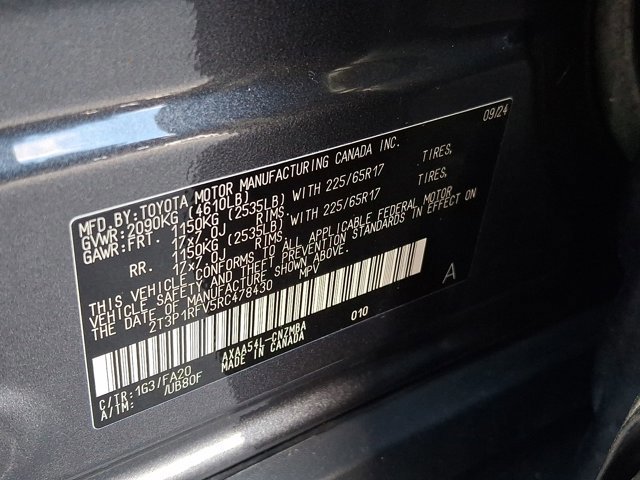 09/24
MFD.BY:TOYOTA MOTOR MANUFACTURING CANADA INC.
GVWR:2090KG (4610LB)
GAWR:FRT. 1150KG (2535LB) WITH 225/65R17 TIRES,
17x7.0J RIMS,
RR. 1150KG (2535LB) WITH 225/65R17 TIRES,
17x7.0J RIMS,
THIS VEHICLE CONFORMS TO ALL APPLICABLE FEDERAL MOTOR
VEHICLE SAFETY AND THEFT PREVENTION STANDARDS IN EFFECT ON
THE DATE OF MANUFACTURE SHOWN ABOVE.
2T3P1RFV5RC478430 MPV
A
010
C/TR:1G3/FA20 AXAA54L-CNZMBA
A/TM: /UB80F MADE IN CANADA